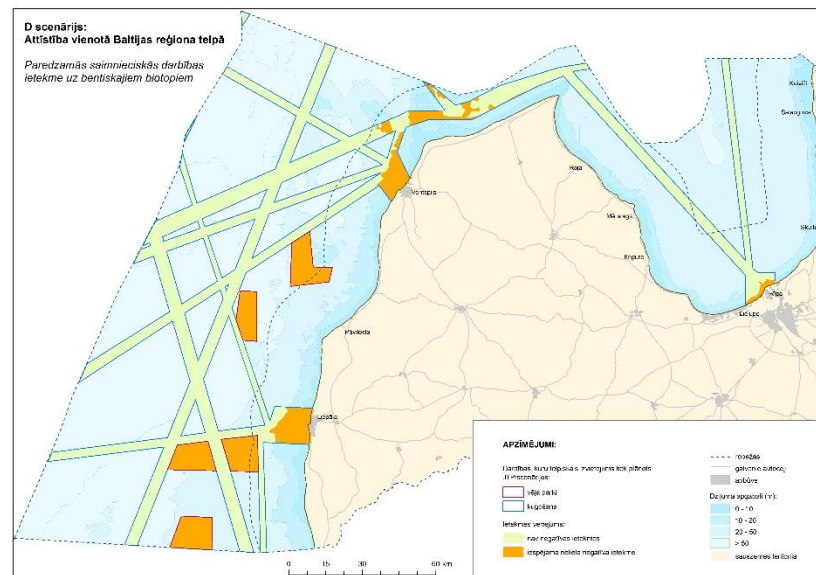 D scenārijs:
Attīstība vienotā Baltijas reģiona telpā
Paredzamās saimnieciskās darbības
ietekme uz bentiskajiem biotopiem
Ventspils
Roja
Mērsrags
Engure
Skulte
Rīga
Lielupe
Pāvilosta
Liepāja
APZĪMĒJUMI:
Darbības, kuru telpiskais izvietojums tiek plānots
vēja parki
kuģošana
Ietekmes vērtējums:
nav negatīvas ietekmes
iespējama neliela negatīva ietekme
robežas
galvenie autoceļi
apbūve
Dziļuma apgabali (m):
0 - 10
10 - 20
20 - 50
> 50
sauszemes teritorija
0 15 30 60 km